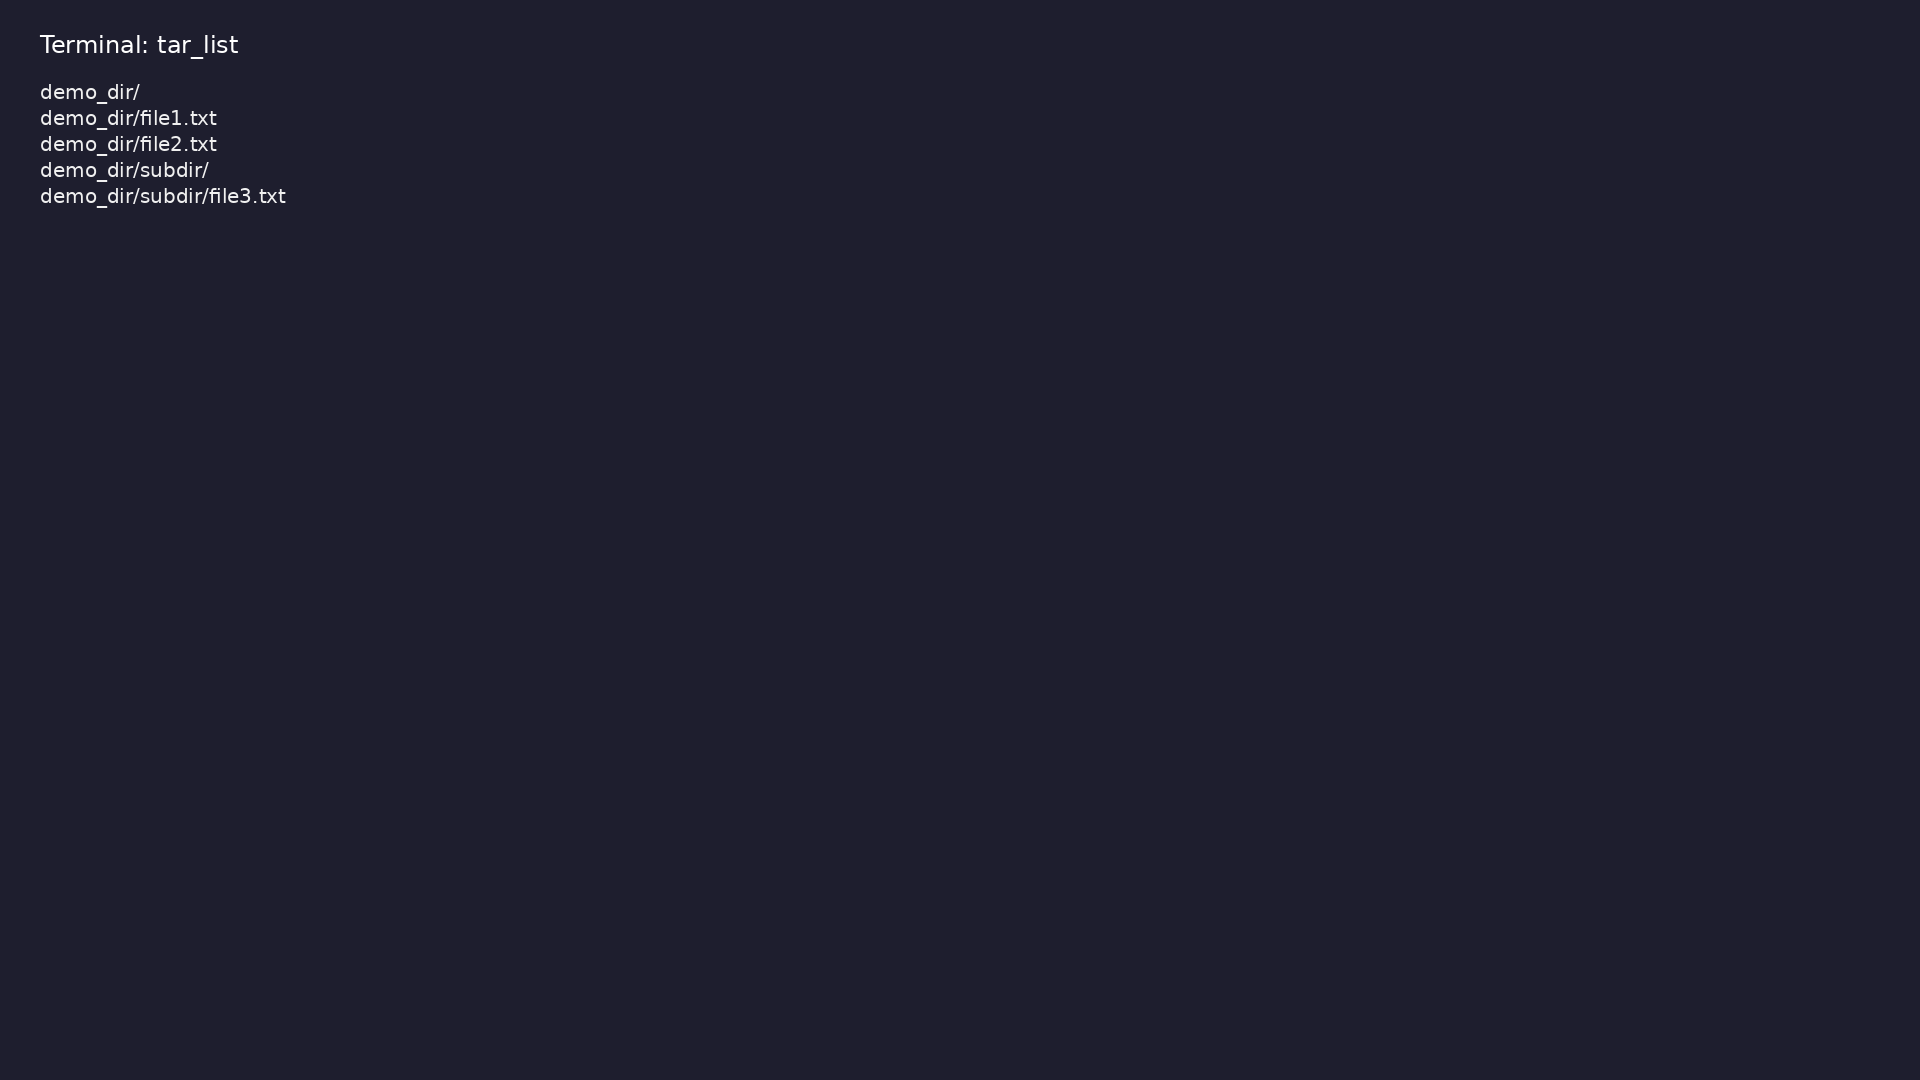 Terminal: tar_list
demo_dir/
demo_dir/file1.txt
demo_dir/file2.txt
demo_dir/subdir/
demo_dir/subdir/file3.txt